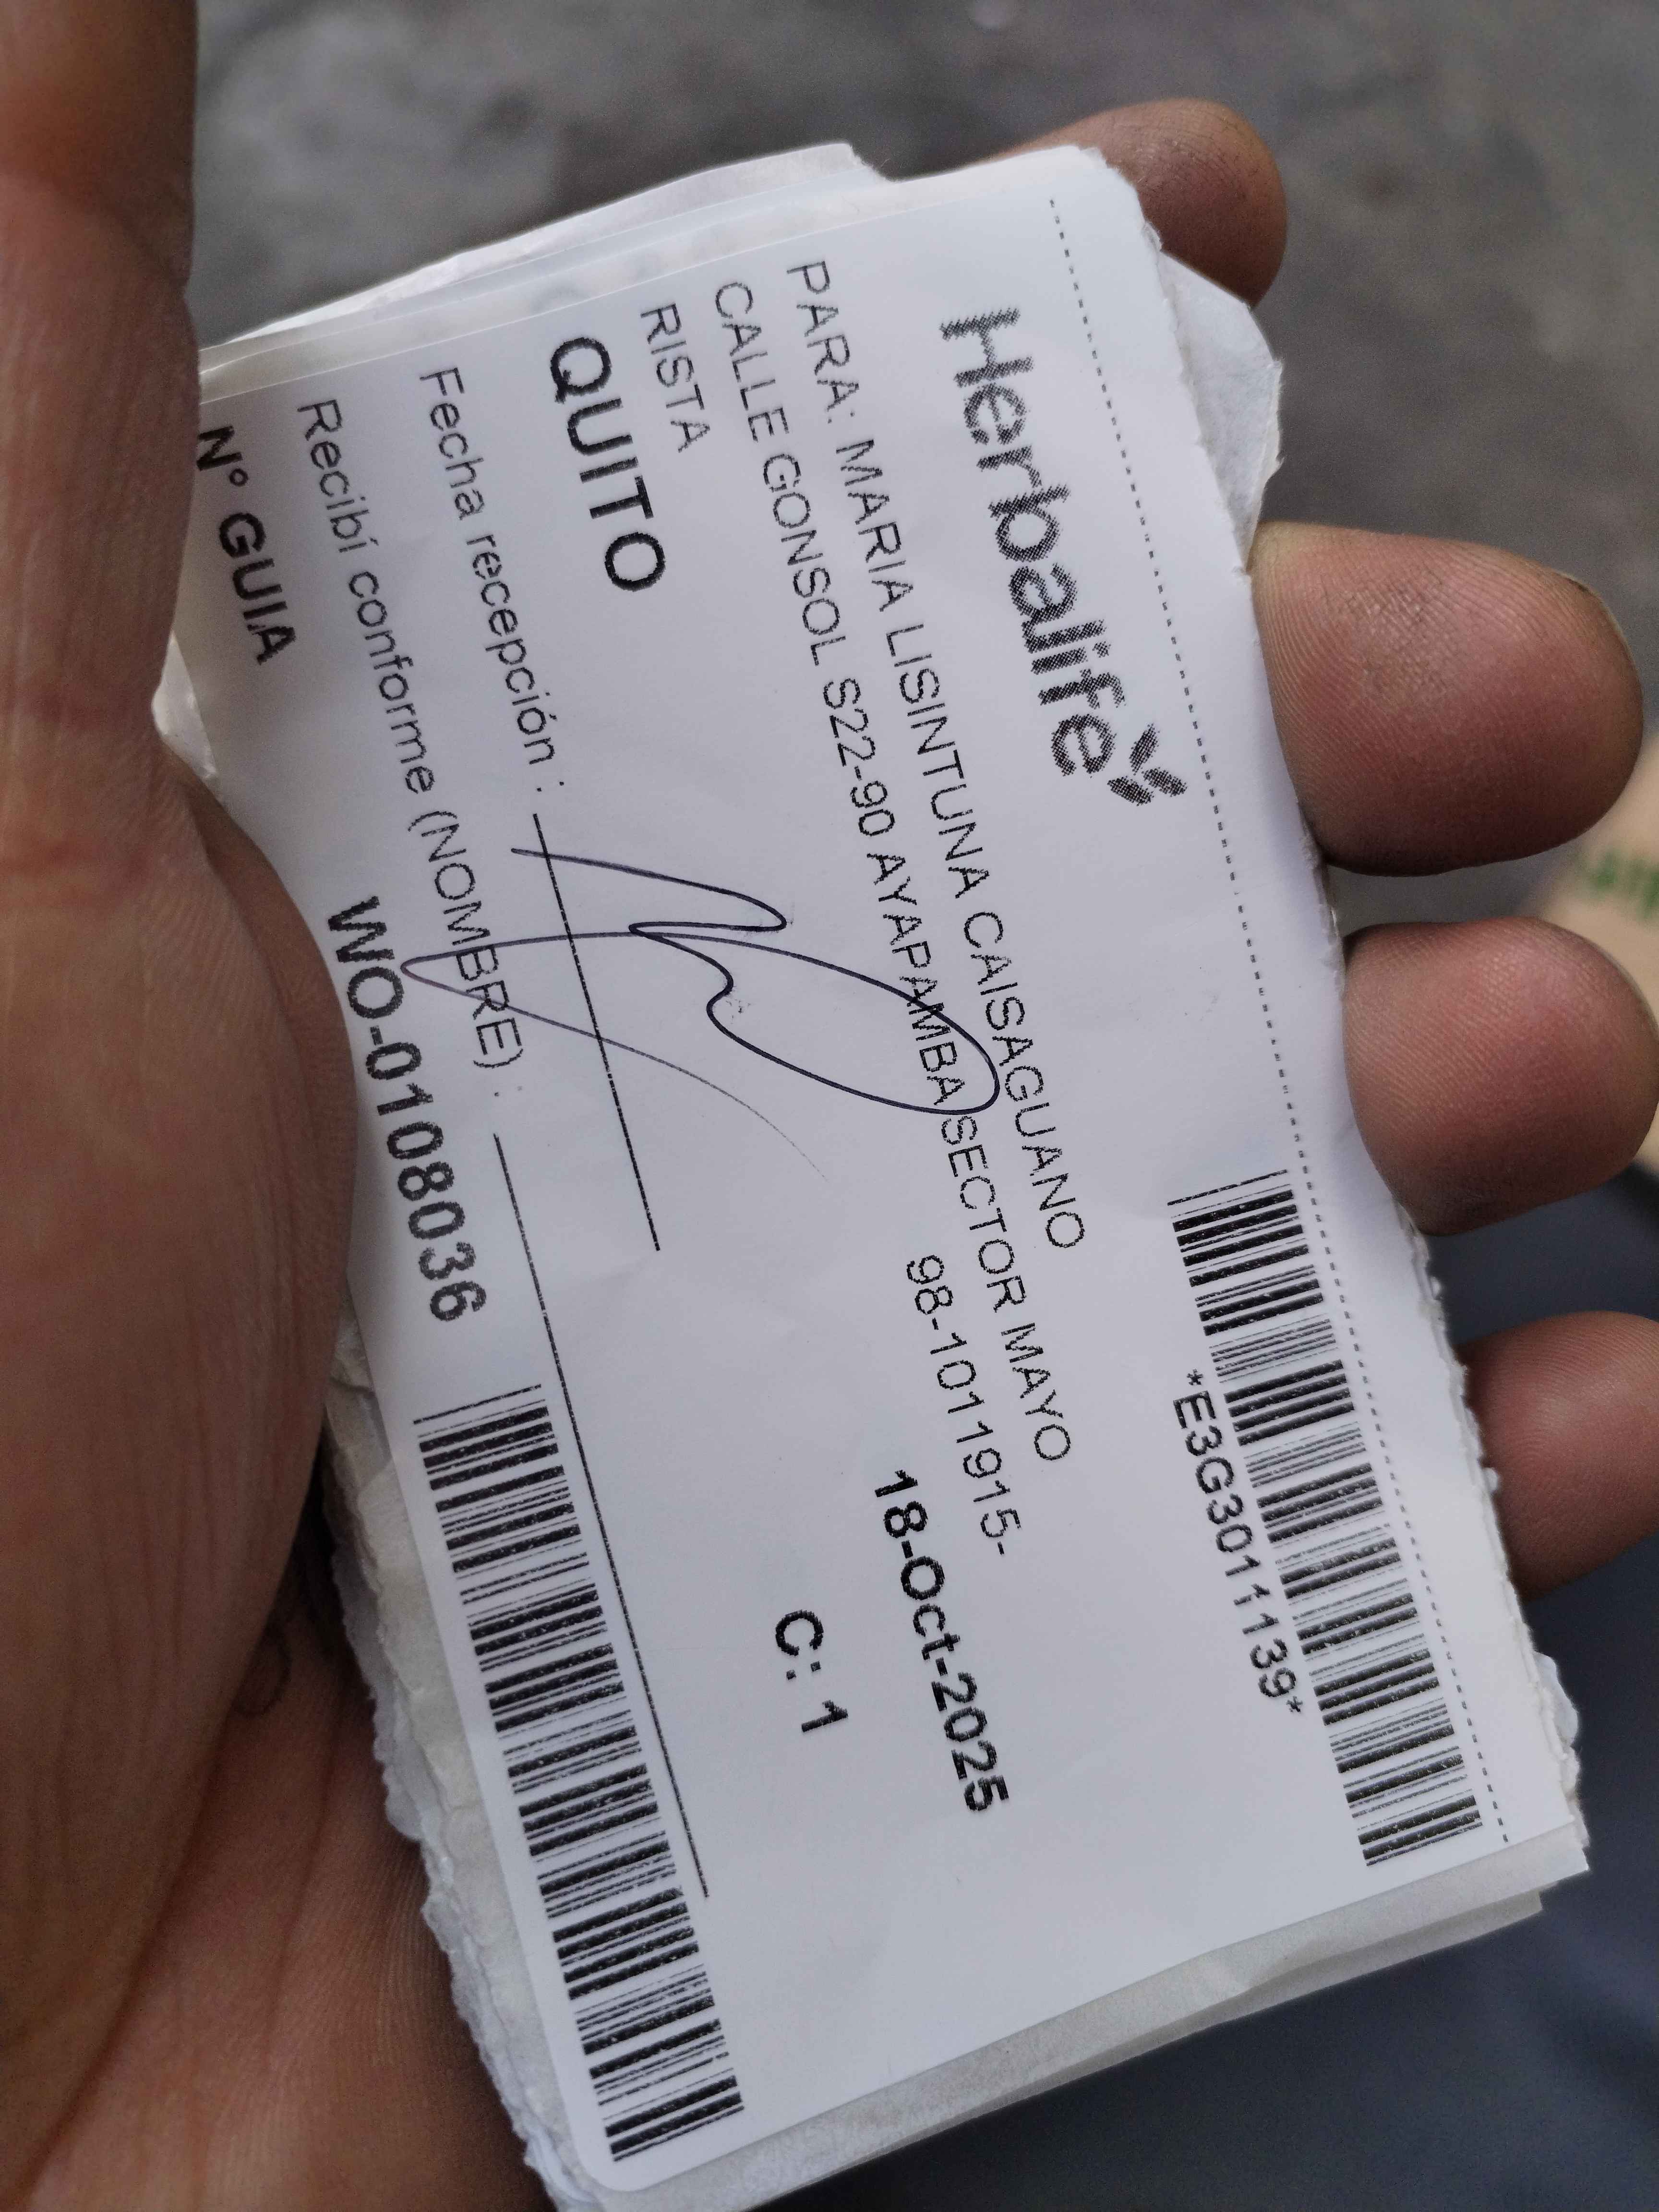 Herbalife
*E3G3011139*
PARA: MARIA LISINTUNA CAISAGUANO
CALLE GONSOL S22-90 AYAPAMBA SECTOR MAYO
RISTA
98-1011915-
QUITO
18-Oct-2025
Fecha recepción :
C: 1
Recibí conforme (NOMBRE) :
N° GUIA
WO-0108036